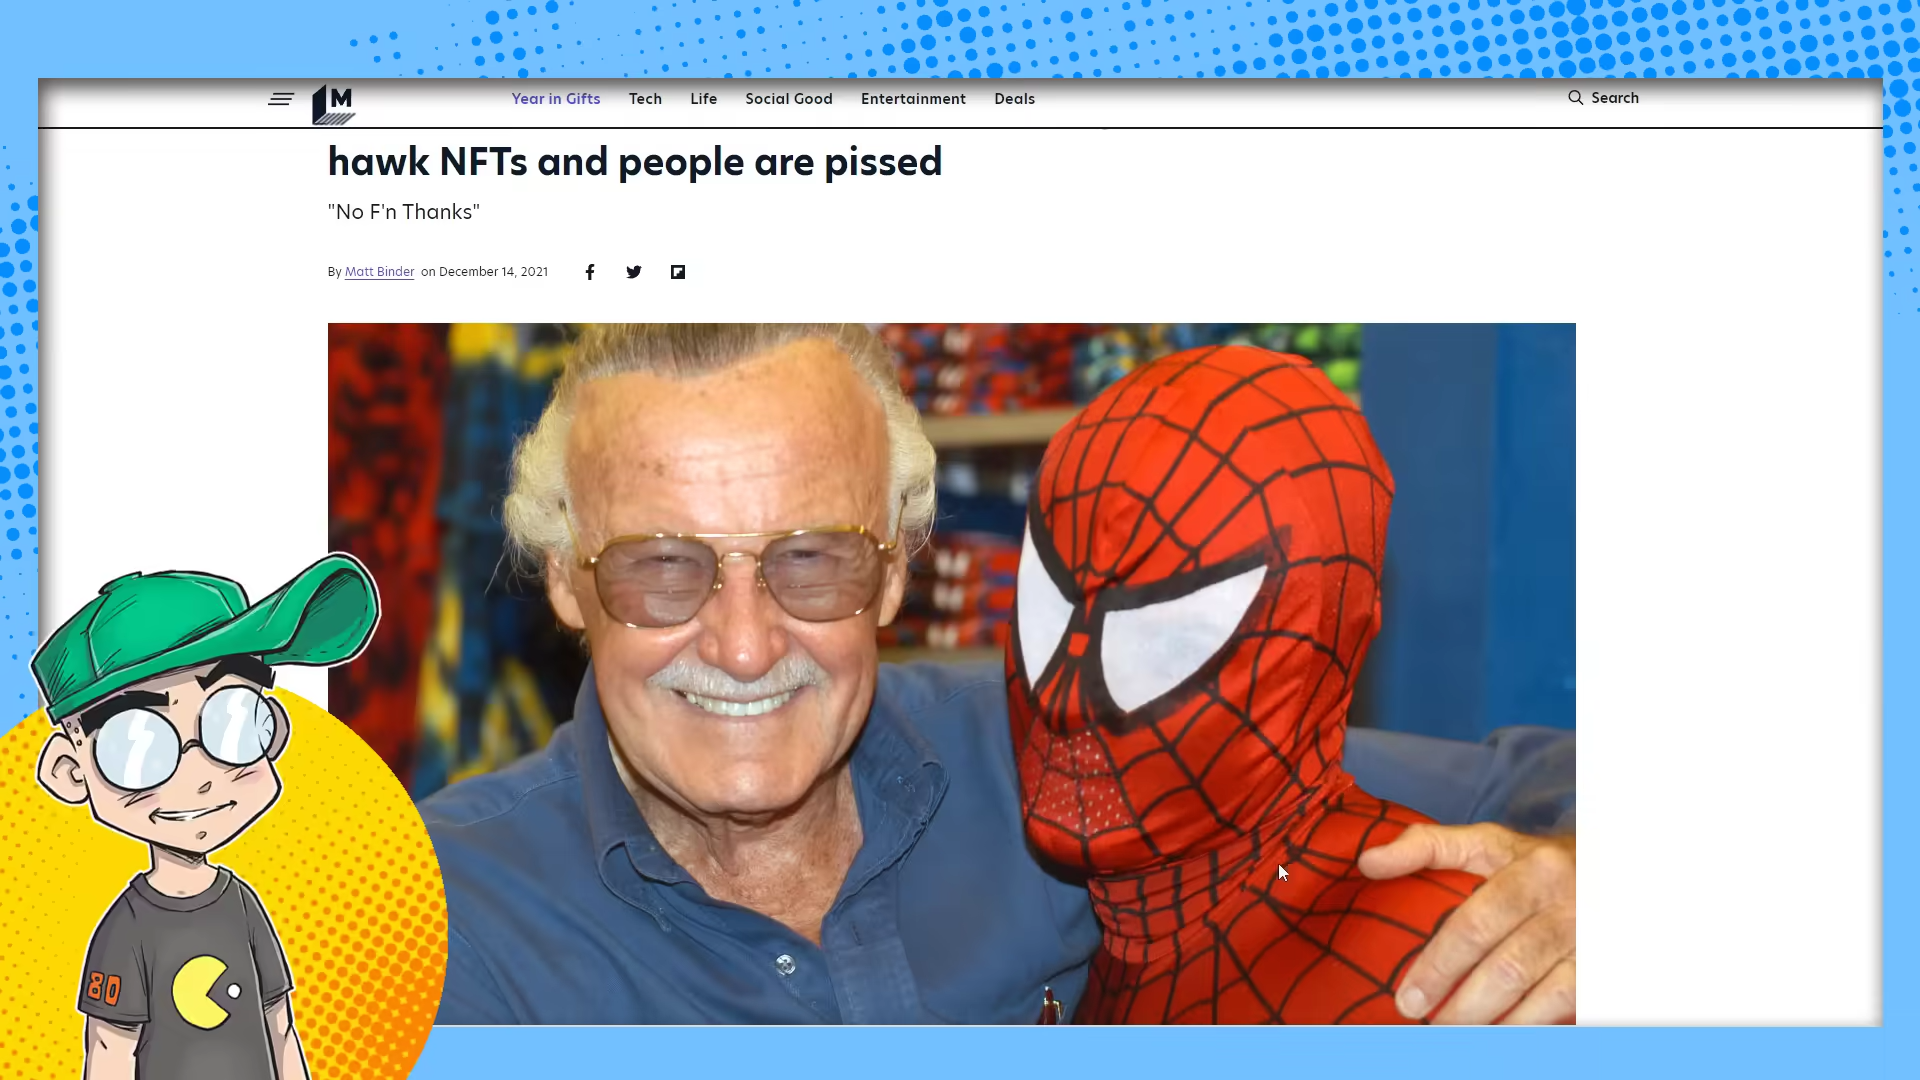 M
Year in Gifts Tech Life Social Good Entertainment Deals Search
hawk NFTs and people are pissed
"No F'n Thanks"
By Matt Binder on December 14, 2021
80